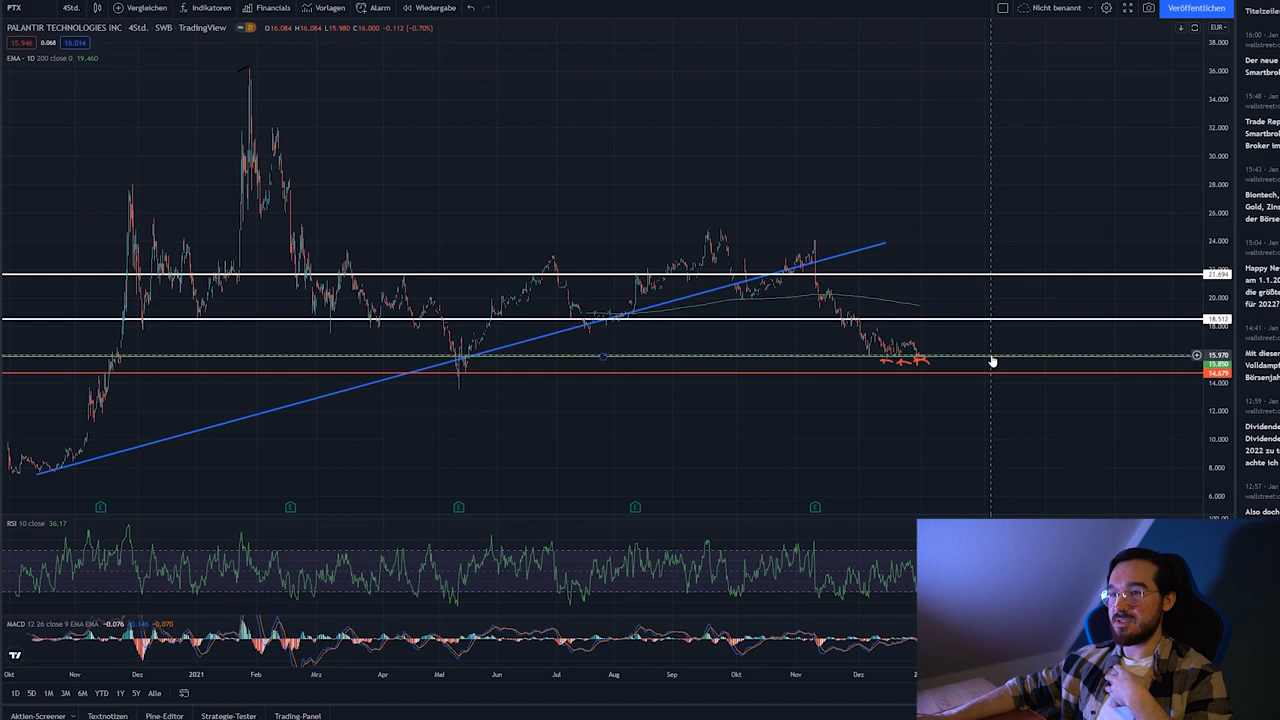 PTX 4Std. Vergleichen Indikatoren Financials Vorlagen Alarm Wiedergabe Nicht benannt Veröffentlichen
PALANTIR TECHNOLOGIES INC 4Std. SWB TradingView O16.084 H16.084 L15.980 C16.000 -0.112 (-0.70%) EUR
15.946 0.068 16.014
EMA - 1D 200 close 0 19.460
38.000
36.000
34.000
32.000
30.000
28.000
26.000
24.000
21.694
20.000
18.512
18.000
15.970
15.850
14.679
14.000
12.000
10.000
8.000
6.000
RSI 10 close 36.17
MACD 12 26 close 9 EMA EMA -0.076 -0.146 -0.070
Okt Nov Dez 2021 Feb Mrz Apr Mai Jun Jul Aug Sep Okt Nov Dez
1D 5D 1M 3M 6M YTD 1Y 5Y Alle
Aktien-Screener Textnotizen Pine-Editor Strategie-Tester Trading-Panel
Titelzeile
16:00 · Jan
wallstreet:o
Der neue
Smartbro
15:48 · Jan
wallstreet:o
Trade Rep
Smartbro
Broker im
15:43 · Jan
wallstreet:o
Biontech,
Gold, Zins
der Börse
15:04 · Jan
wallstreet:o
Happy Ne
am 1.1.20
die größte
für 2022?
14:41 · Jan
wallstreet:o
Mit dieser
Volldampf
Börsenjah
12:59 · Jan
wallstreet:o
Dividende
Dividende
2022 zu t
achte ich
12:57 · Jan
wallstreet:o
Also doch